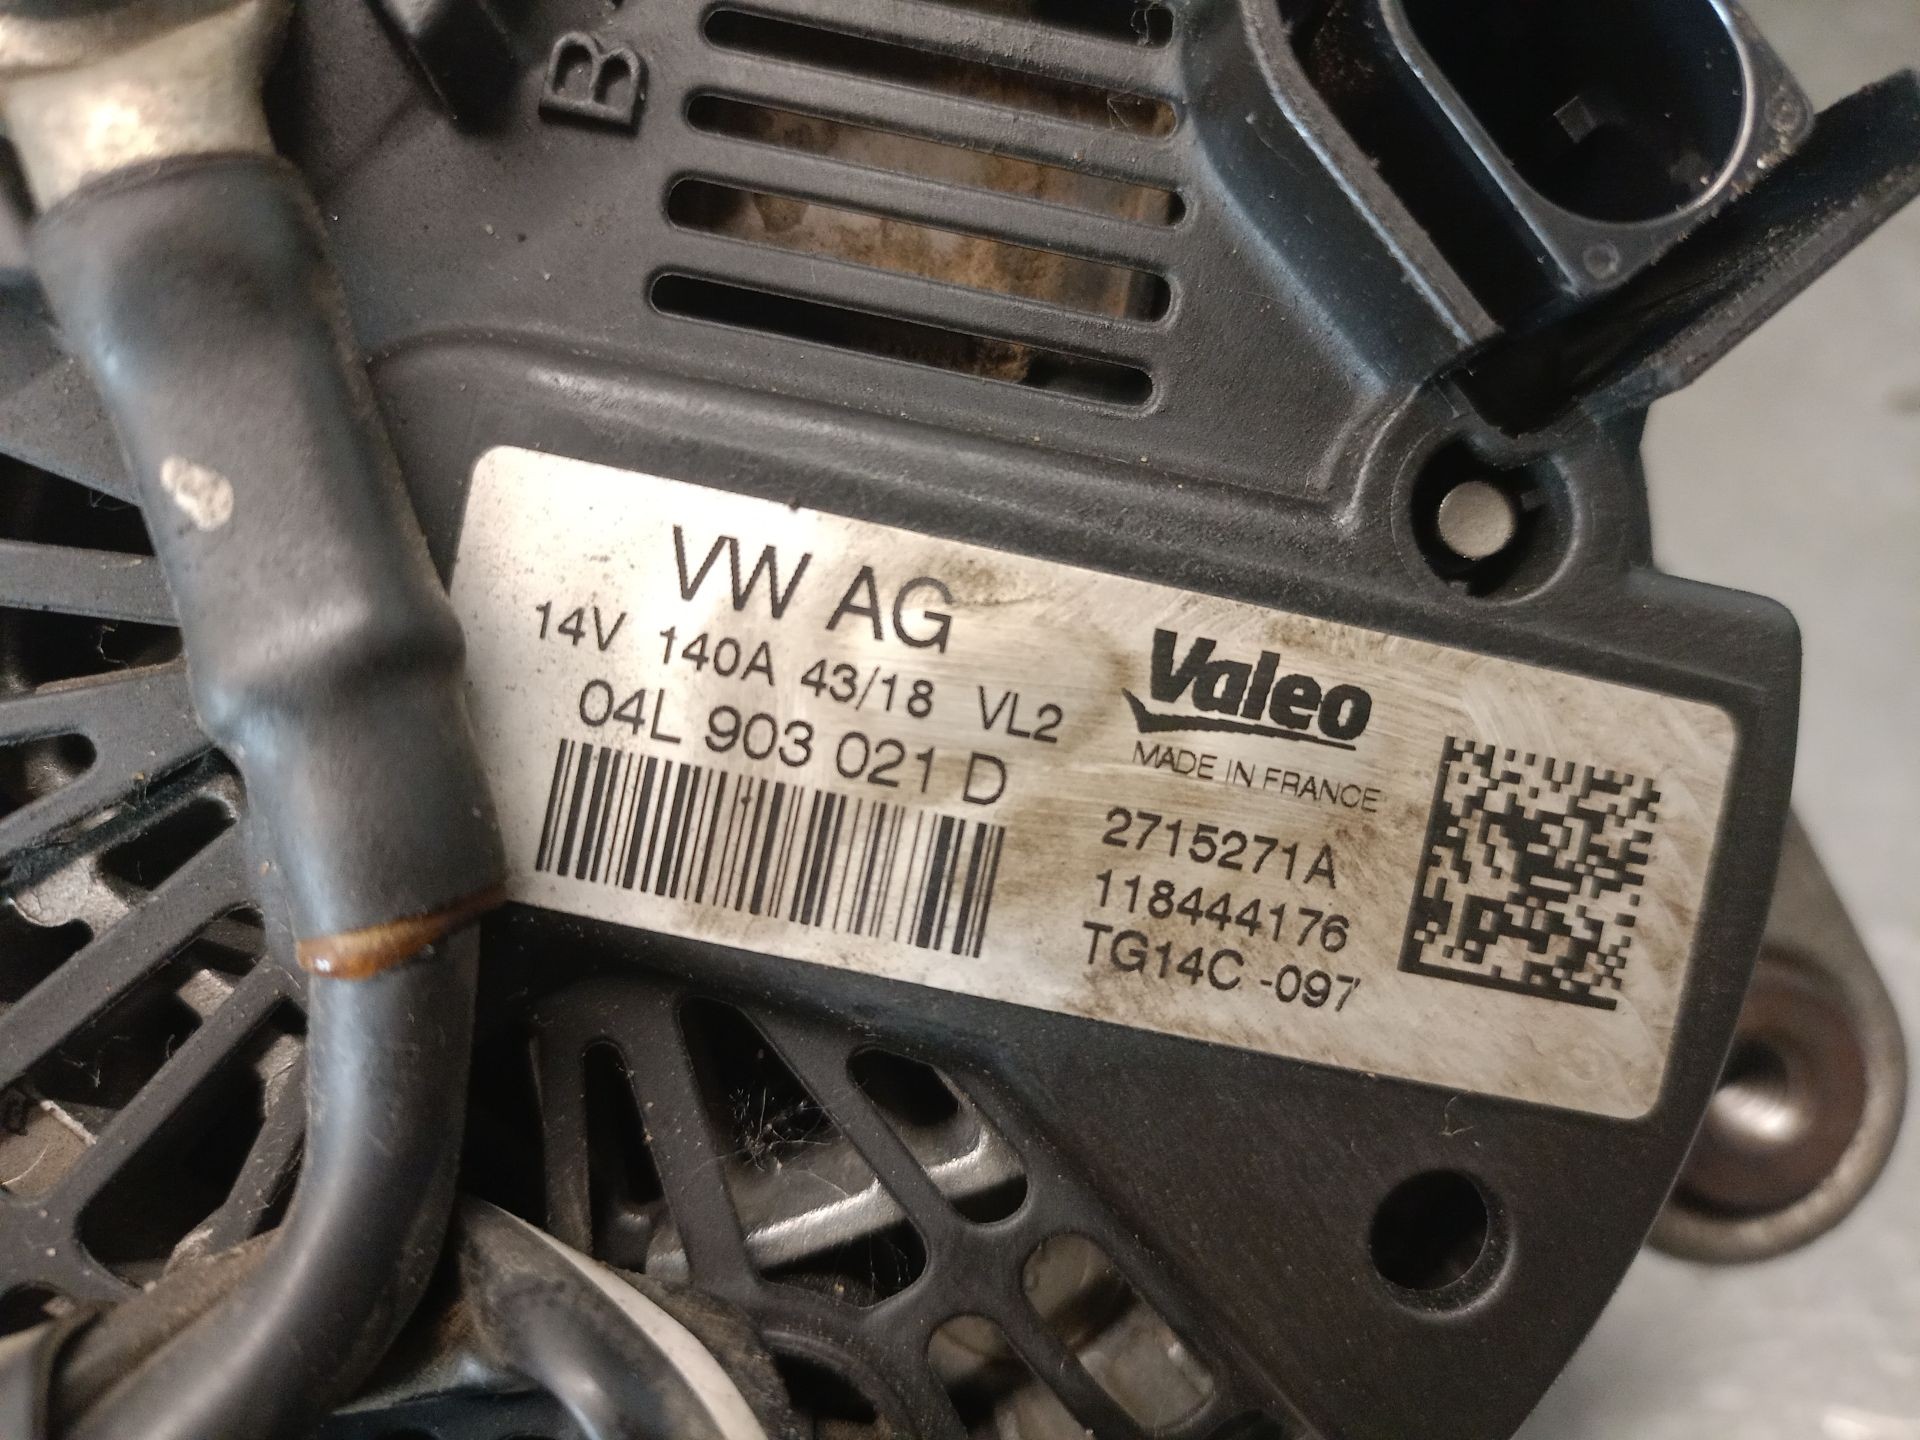 B
VW AG
14V 140A 43/18 VL2
04L 903 021 D
Valeo
MADE IN FRANCE
2715271A
118444176
TG14C -097